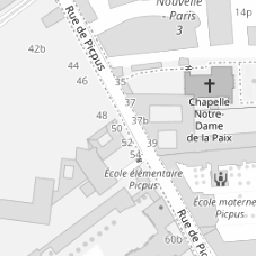 Nouvelle
- Paris
3
14p
Rue de Picpus
42b
44
46
35
37
48
37b
50
52
39
54
Chapelle
Notre-
Dame
de la Paix
École élémentaire
Picpus
École materne
Picpus
Rue de Pic
60b